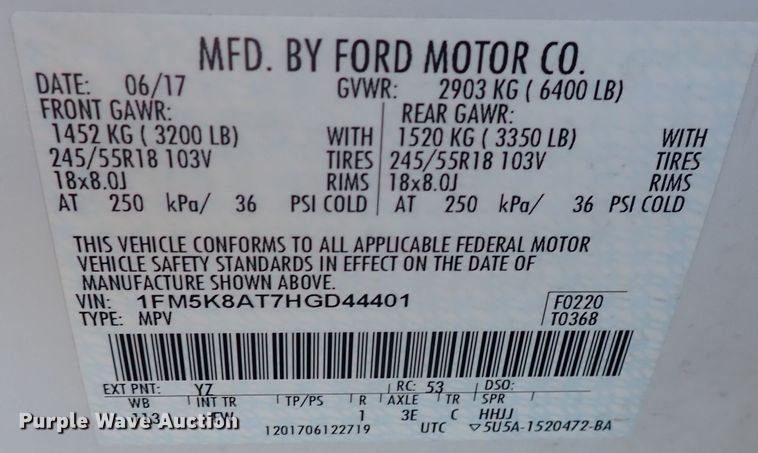 MFD. BY FORD MOTOR CO.
DATE: 06/17 GVWR: 2903 KG ( 6400 LB)
FRONT GAWR: REAR GAWR:
1452 KG ( 3200 LB) WITH 1520 KG ( 3350 LB) WITH
245/55R18 103V TIRES 245/55R18 103V TIRES
18x8.0J RIMS 18x8.0J RIMS
AT 250 kPa/ 36 PSI COLD AT 250 kPa/ 36 PSI COLD
THIS VEHICLE CONFORMS TO ALL APPLICABLE FEDERAL MOTOR
VEHICLE SAFETY STANDARDS IN EFFECT ON THE DATE OF
MANUFACTURE SHOWN ABOVE.
VIN: 1FM5K8AT7HGD44401 F0220
TYPE: MPV T0368
EXT PNT: YZ RC: 53 DSO:
WB INT TR TP/PS R AXLE TR SPR
113 EW 1 3E C HHJJ
Purple Wave Auction
1201706122719 UTC ▽5U5A-1520472-BA